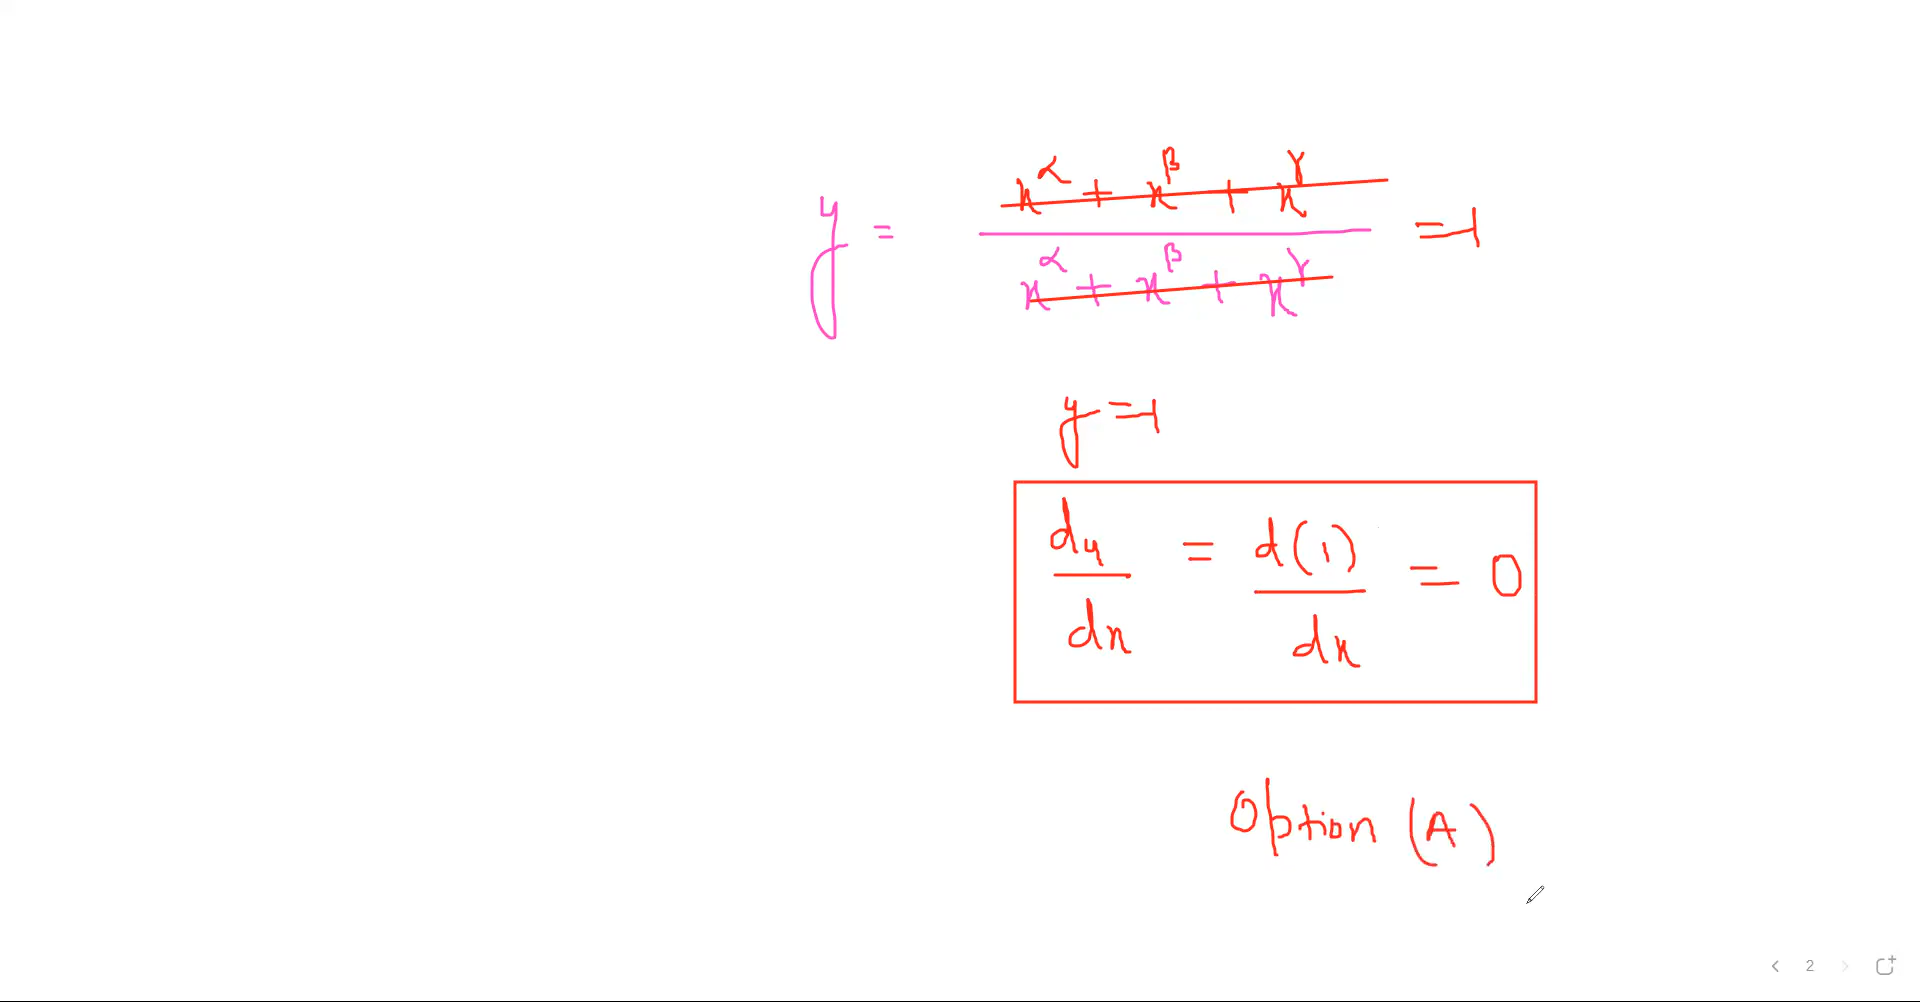 y = (x^α + x^β + x^γ) / (x^α + x^β + x^γ) = 1
y = 1
dy/dx = d(1)/dx = 0
Option (A)
2